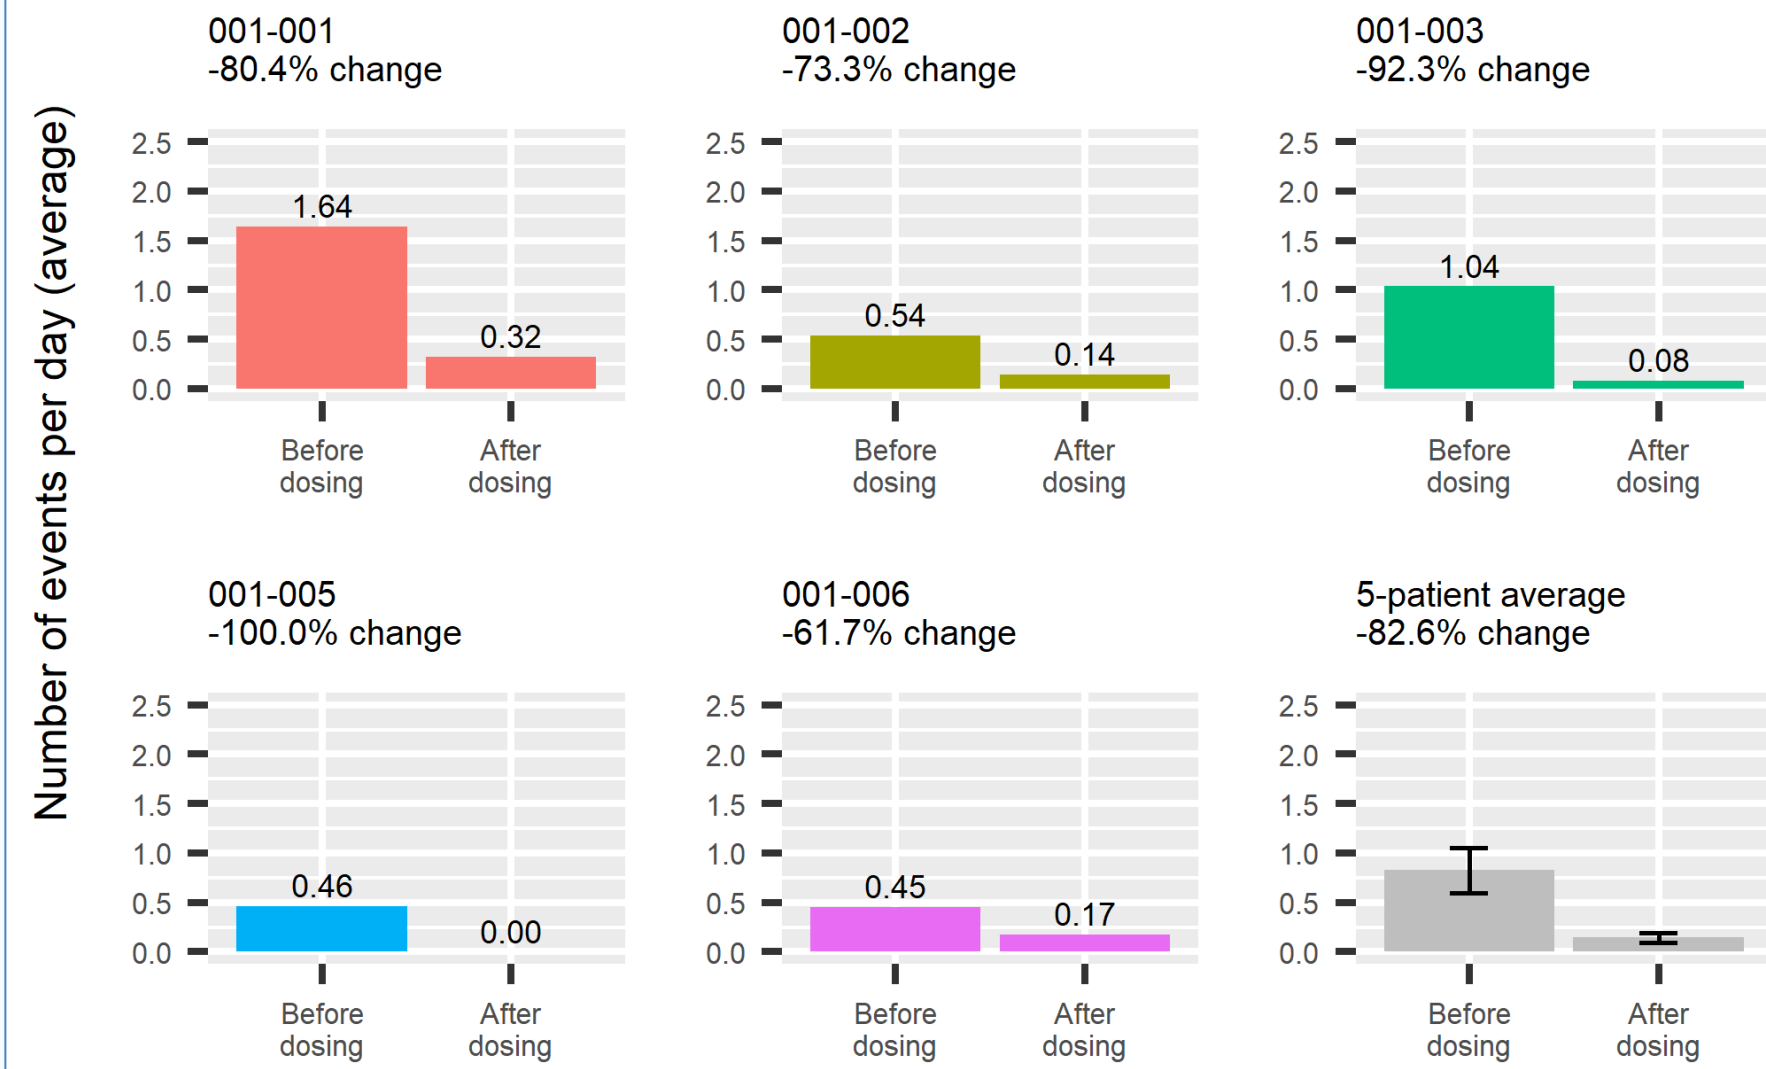 Number of events per day (average)
001-001
-80.4% change
2.5
2.0
1.5
1.0
0.5
0.0
1.64
0.32
Before
dosing
After
dosing
001-002
-73.3% change
2.5
2.0
1.5
1.0
0.5
0.0
0.54
0.14
Before
dosing
After
dosing
001-003
-92.3% change
2.5
2.0
1.5
1.0
0.5
0.0
1.04
0.08
Before
dosing
After
dosing
001-005
-100.0% change
2.5
2.0
1.5
1.0
0.5
0.0
0.46
0.00
Before
dosing
After
dosing
001-006
-61.7% change
2.5
2.0
1.5
1.0
0.5
0.0
0.45
0.17
Before
dosing
After
dosing
5-patient average
-82.6% change
2.5
2.0
1.5
1.0
0.5
0.0
Before
dosing
After
dosing